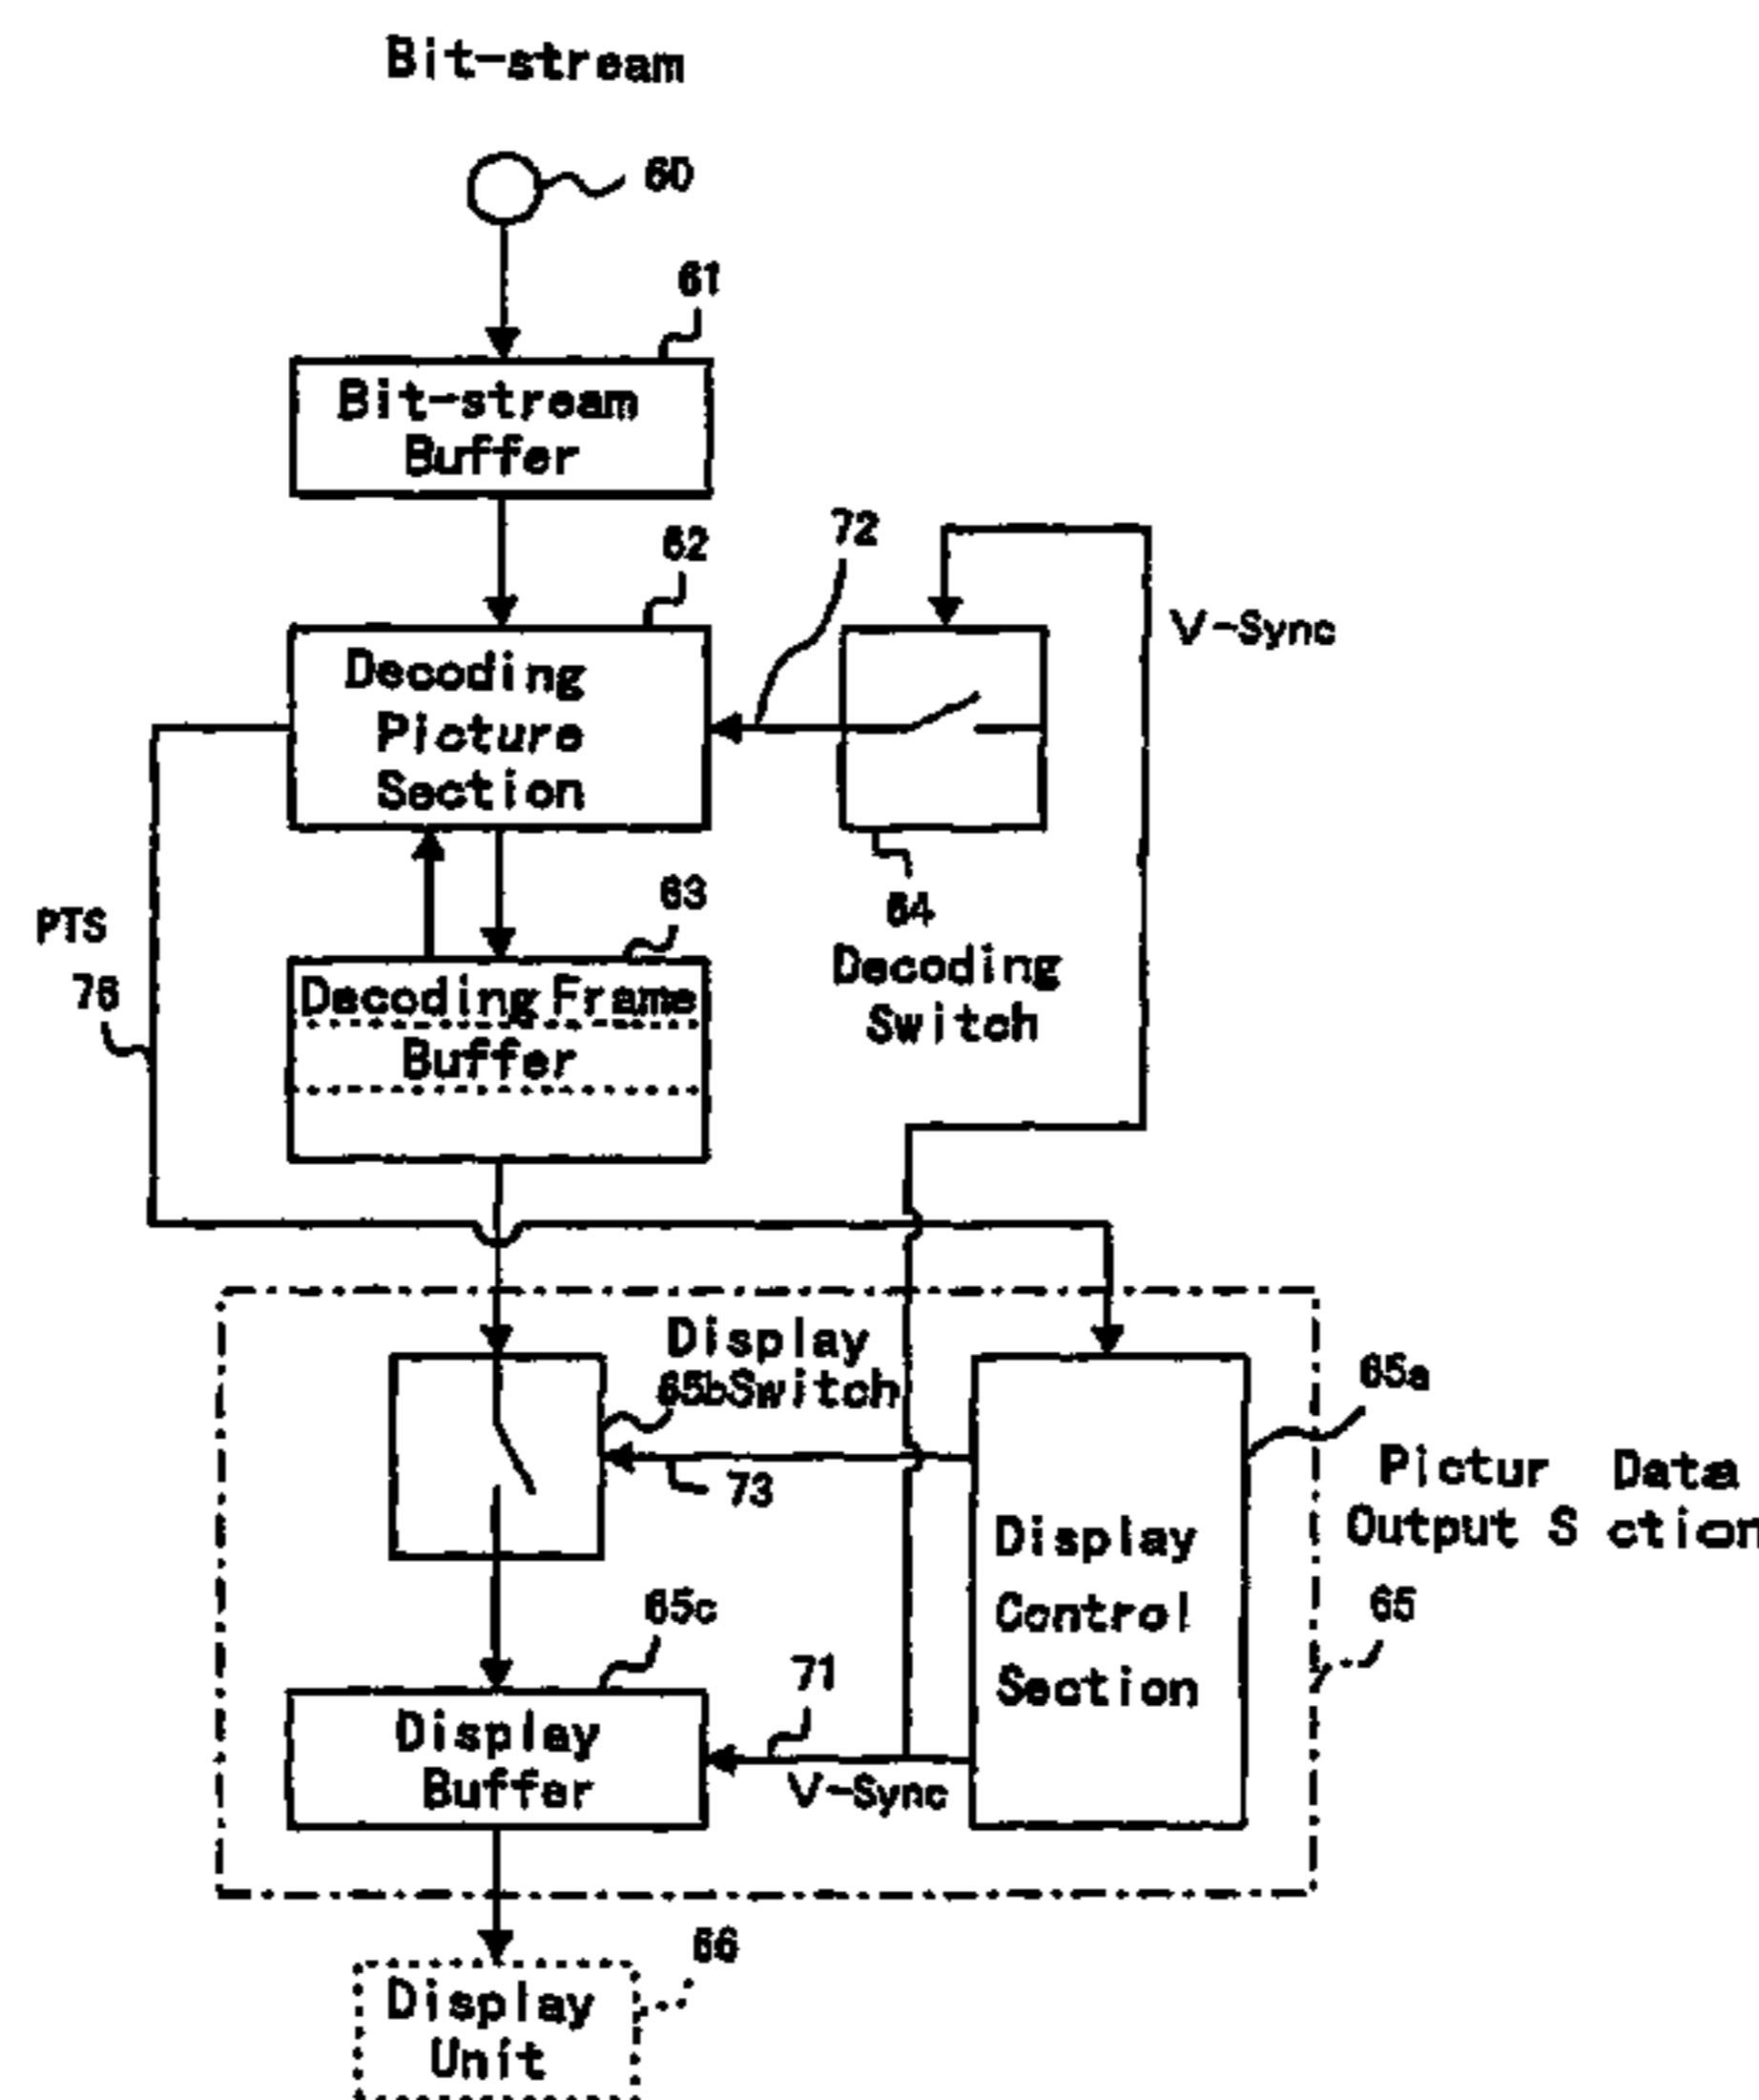 Bit-stream
60
61
Bit-stream
Buffer
62
72
V-Sync
Decoding
Picture
Section
PTS
76
63
64
Decoding
Switch
Decoding Frame
Buffer
Display
65bSwitch
65a
73
Pictur Data
Output S ction
Display
Control
Section
65
65c
71
Display
Buffer
V-Sync
66
Display
Unit